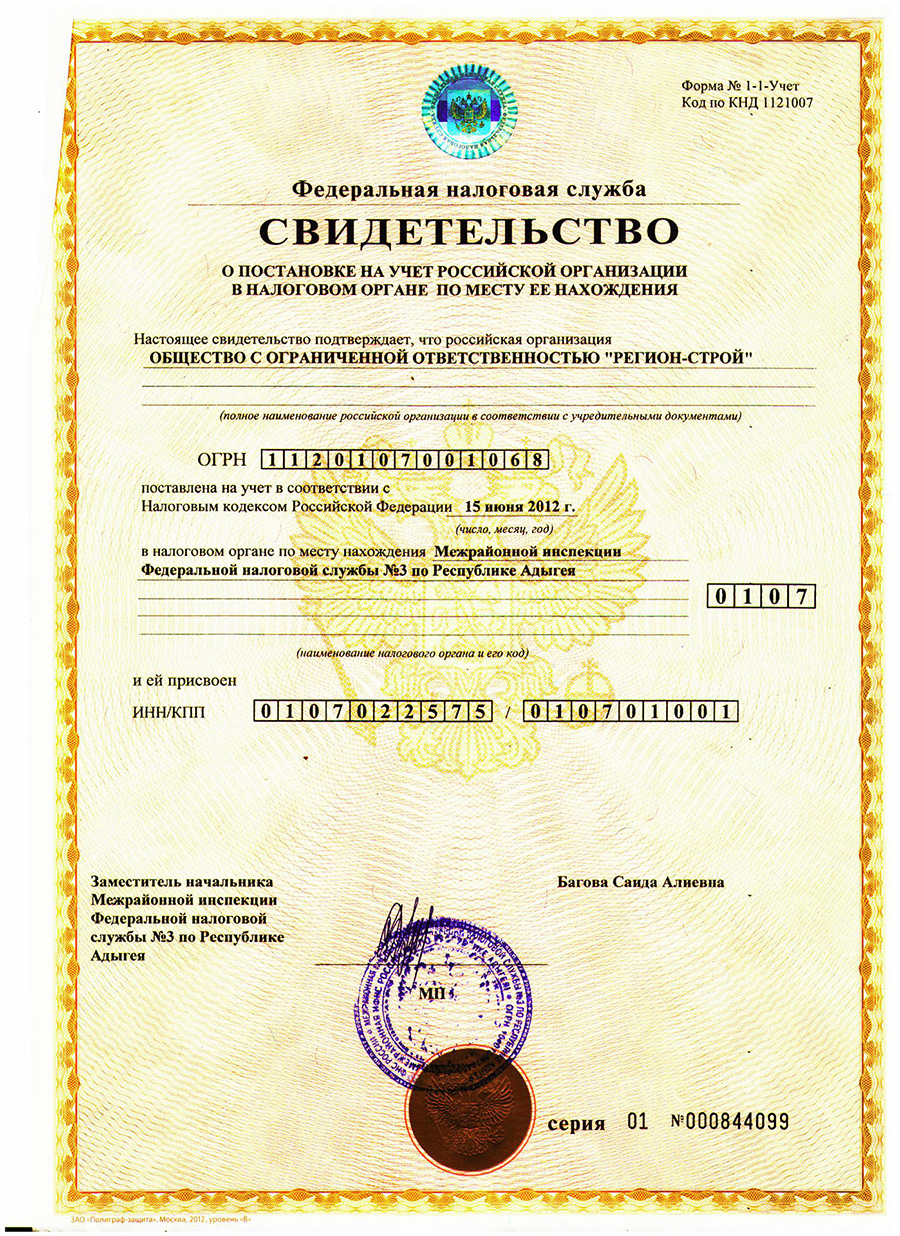 Форма № 1-1-Учет
Код по КНД 1121007
Федеральная налоговая служба
СВИДЕТЕЛЬСТВО
О ПОСТАНОВКЕ НА УЧЕТ РОССИЙСКОЙ ОРГАНИЗАЦИИ
В НАЛОГОВОМ ОРГАНЕ ПО МЕСТУ ЕЕ НАХОЖДЕНИЯ
Настоящее свидетельство подтверждает, что российская организация
ОБЩЕСТВО С ОГРАНИЧЕННОЙ ОТВЕТСТВЕННОСТЬЮ "РЕГИОН-СТРОЙ"
(полное наименование российской организации в соответствии с учредительными документами)
ОГРН 1120107001068
поставлена на учет в соответствии с
Налоговым кодексом Российской Федерации 15 июня 2012 г.
(число, месяц, год)
в налоговом органе по месту нахождения Межрайонной инспекции
Федеральной налоговой службы №3 по Республике Адыгея
0107
(наименование налогового органа и его код)
и ей присвоен
ИНН/КПП 0107022575 / 010701001
Заместитель начальника
Межрайонной инспекции
Федеральной налоговой
службы №3 по Республике
Адыгея
Багова Саида Алиевна
МП
серия 01 №000844099
ЗАО «Полиграф-защита», Москва, 2012, уровень «В»